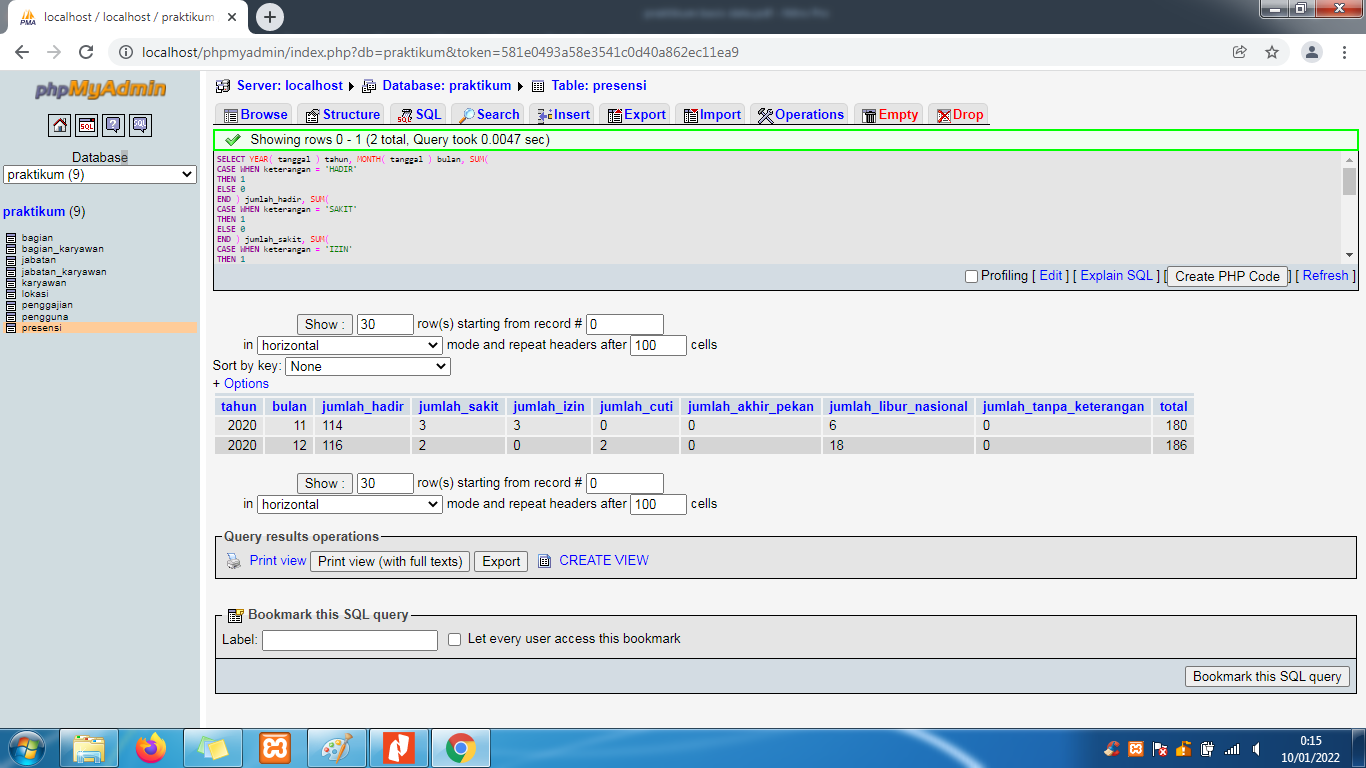 localhost / localhost / praktikum
localhost/phpmyadmin/index.php?db=praktikum&token=581e0493a58e3541c0d40a862ec11ea9
phpMyAdmin
Database
praktikum (9)
praktikum (9)
bagian
bagian_karyawan
jabatan
jabatan_karyawan
karyawan
lokasi
penggajian
pengguna
presensi
Server: localhost Database: praktikum Table: presensi
Browse Structure SQL Search Insert Export Import Operations Empty Drop
Showing rows 0 - 1 (2 total, Query took 0.0047 sec)
SELECT YEAR( tanggal ) tahun, MONTH( tanggal ) bulan, SUM(
CASE WHEN keterangan = 'HADIR'
THEN 1
ELSE 0
END ) jumlah_hadir, SUM(
CASE WHEN keterangan = 'SAKIT'
THEN 1
ELSE 0
END ) jumlah_sakit, SUM(
CASE WHEN keterangan = 'IZIN'
THEN 1
Profiling [ Edit ] [ Explain SQL ] [ Create PHP Code ] [ Refresh ]
Show : 30 row(s) starting from record # 0
in horizontal mode and repeat headers after 100 cells
Sort by key: None
+ Options
tahun bulan jumlah_hadir jumlah_sakit jumlah_izin jumlah_cuti jumlah_akhir_pekan jumlah_libur_nasional jumlah_tanpa_keterangan total
2020 11 114 3 3 0 0 6 0 180
2020 12 116 2 0 2 0 18 0 186
Show : 30 row(s) starting from record # 0
in horizontal mode and repeat headers after 100 cells
Query results operations
Print view Print view (with full texts) Export CREATE VIEW
Bookmark this SQL query
Label: Let every user access this bookmark
Bookmark this SQL query
0:15
10/01/2022